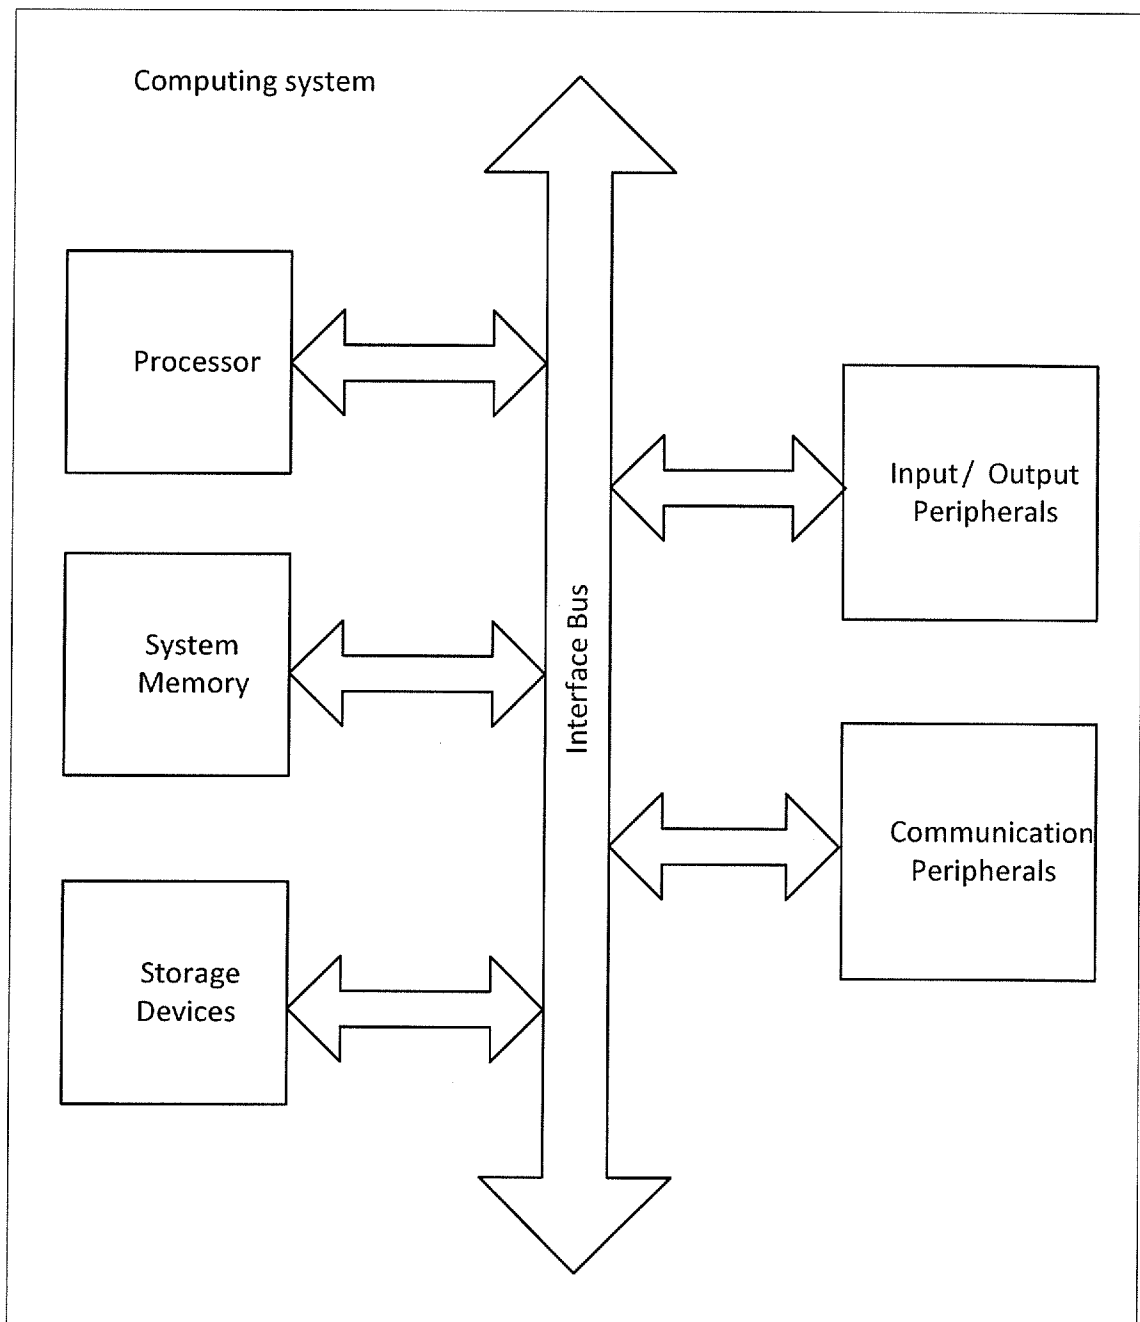 Computing system
Processor
Input / Output
Peripherals
System
Memory
Interface Bus
Communication
Peripherals
Storage
Devices